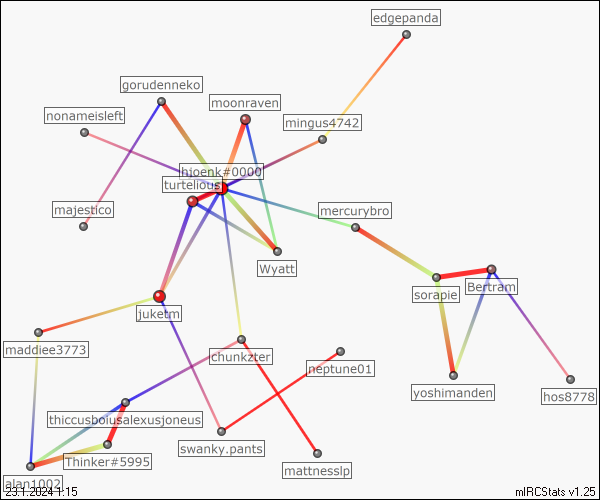 edgepanda
gorudenneko
moonraven
nonameisleft
mingus4742
hjoenk#0000
turtelious
majestico
mercurybro
Wyatt
Bertram
sorapie
juketm
maddiee3773
chunkzter
neptune01
yoshimanden
hos8778
thiccusboiusalexusjoneus
swanky.pants
Thinker#5995
mattnesslp
alan1002
23.1.2024 1:15
mIRCStats v1.25